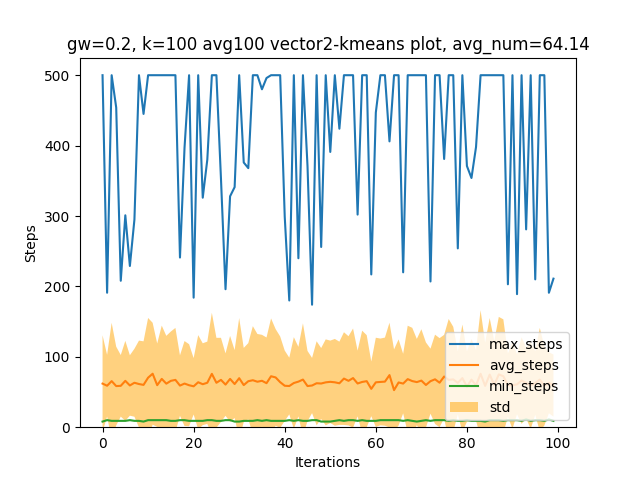 gw=0.2, k=100 avg100 vector2-kmeans plot, avg_num=64.14
500
400
300
200
100
0
Steps
max_steps
avg_steps
min_steps
std
0
20
40
60
80
100
Iterations